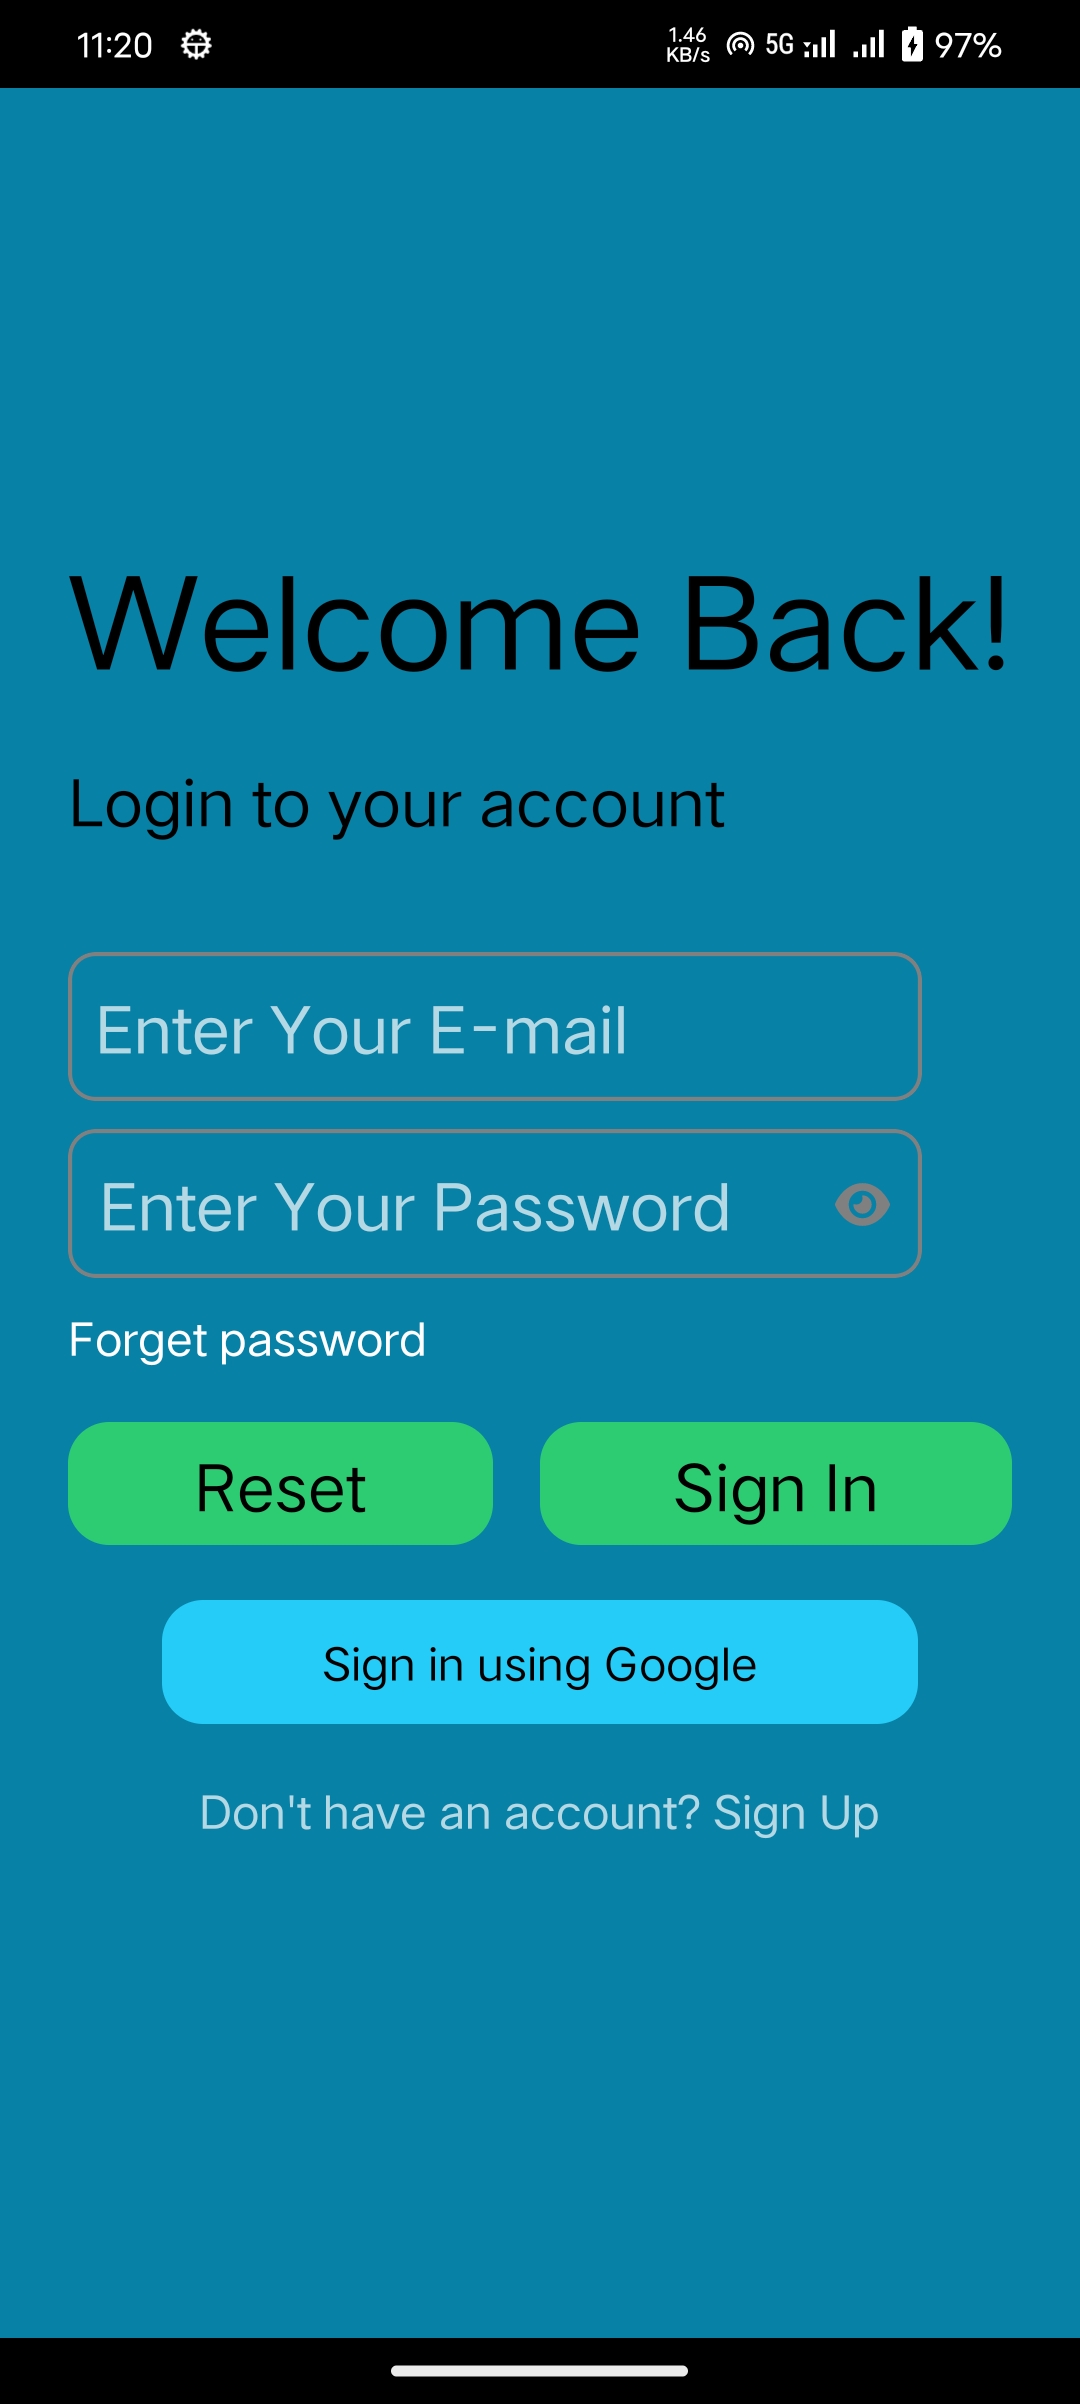 11:20 1.46 KB/s 5G 97%
Welcome Back!
Login to your account
Enter Your E-mail
Enter Your Password
Forget password
Reset Sign In
Sign in using Google
Don't have an account? Sign Up